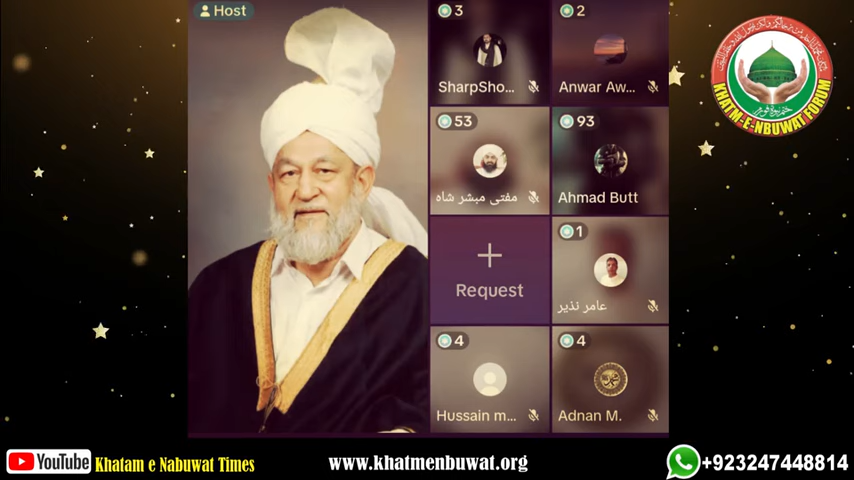 Host
3
SharpSho...
2
Anwar Aw...
53
مفتی مبشر شاہ
93
Ahmad Butt
+
Request
1
عامر نذیر
4
Hussain m...
4
Adnan M.
KHATM-E-NBUWAT FORUM
YouTube Khatam e Nabuwat Times
www.khatmenbuwat.org
+923247448814